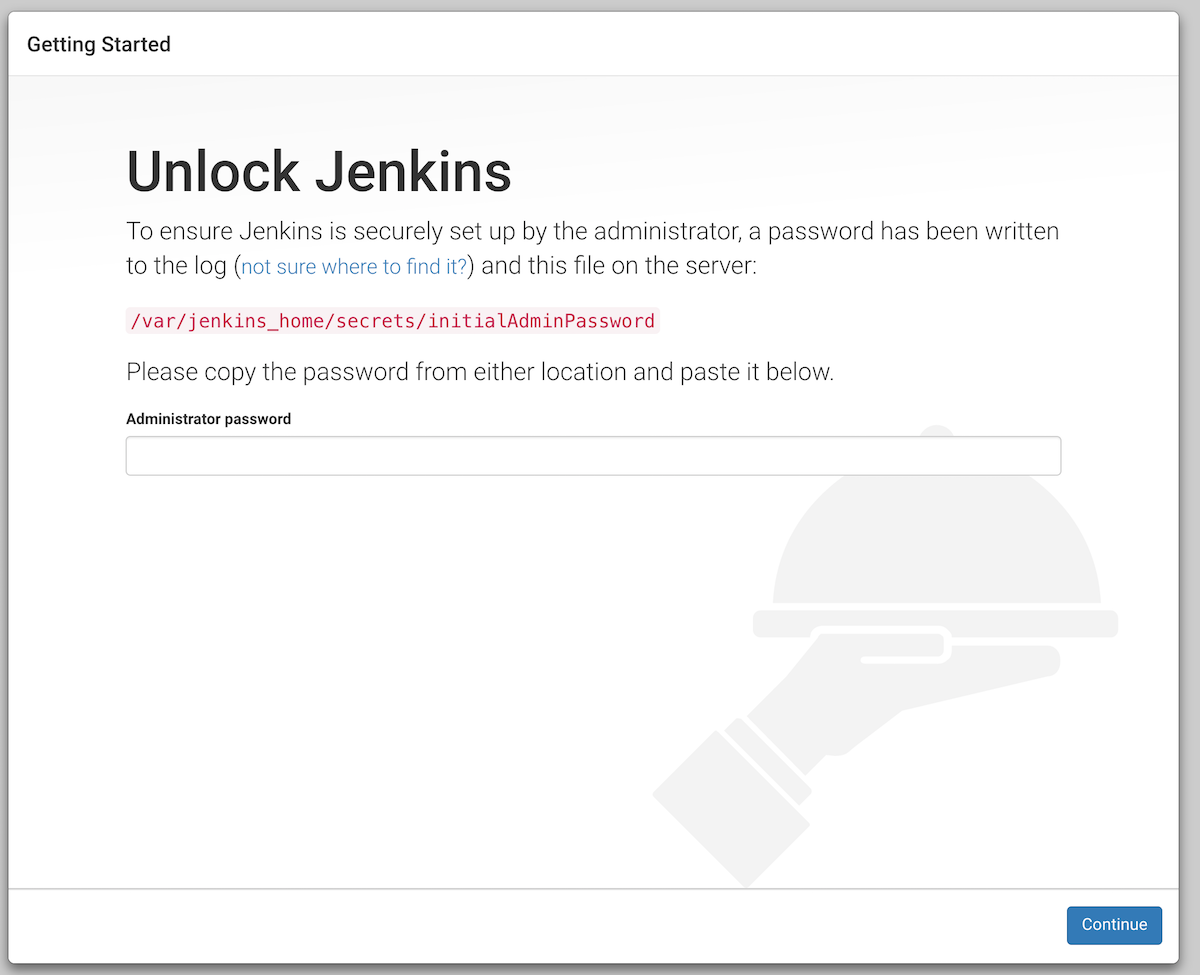 Getting Started
Unlock Jenkins
To ensure Jenkins is securely set up by the administrator, a password has been written
to the log (not sure where to find it?) and this file on the server:
/var/jenkins_home/secrets/initialAdminPassword
Please copy the password from either location and paste it below.
Administrator password
Continue